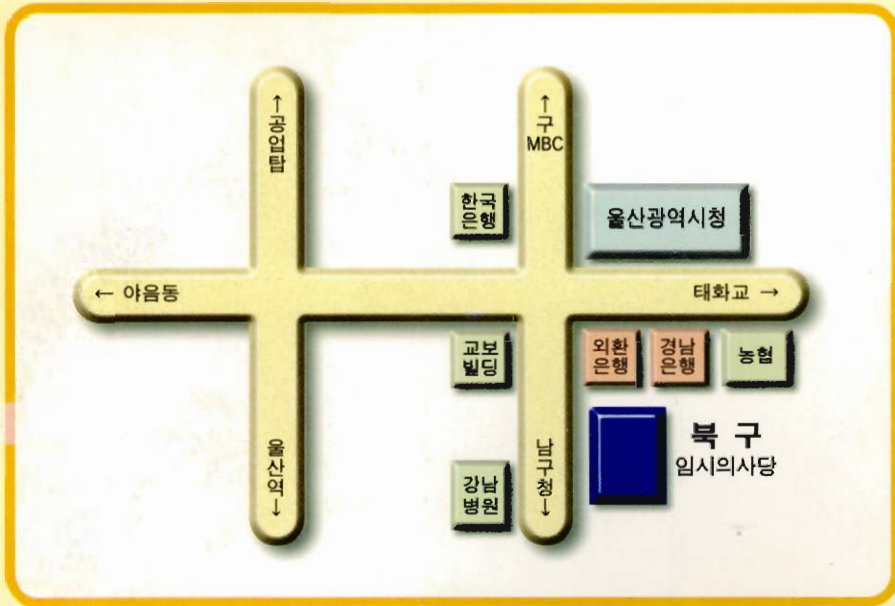 ↑
공
업
탑
↑
구
MBC
한국
은행
울산광역시청
← 야음동
태화교 →
교보
빌딩
외환
은행
경남
은행
농협
북 구
임시의사당
울
산
역
↓
남
구
청
↓
강남
병원